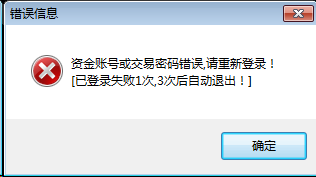 错误信息
资金账号或交易密码错误,请重新登录！
[已登录失败1次,3次后自动退出！]
确定